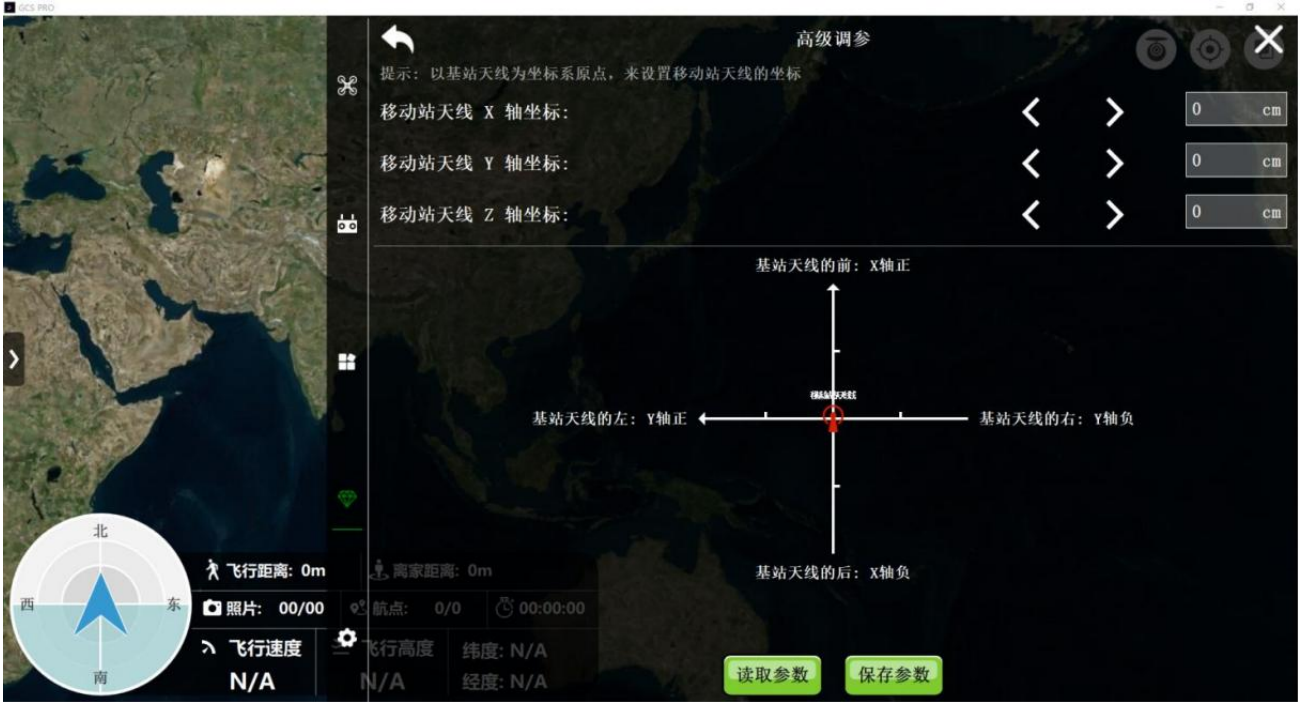 GCS PRO
高级调参
提示: 以基站天线为坐标系原点, 来设置移动站天线的坐标
移动站天线 X 轴坐标:
0 cm
移动站天线 Y 轴坐标:
0 cm
移动站天线 Z 轴坐标:
0 cm
基站天线的前: X轴正
基站天线的左: Y轴正
基站天线的右: Y轴负
基站天线的后: X轴负
北
西
东
南
飞行距离: 0m
离家距离: 0m
照片: 00/00
航点: 0/0
00:00:00
飞行速度
N/A
飞行高度
N/A
纬度: N/A
经度: N/A
读取参数
保存参数